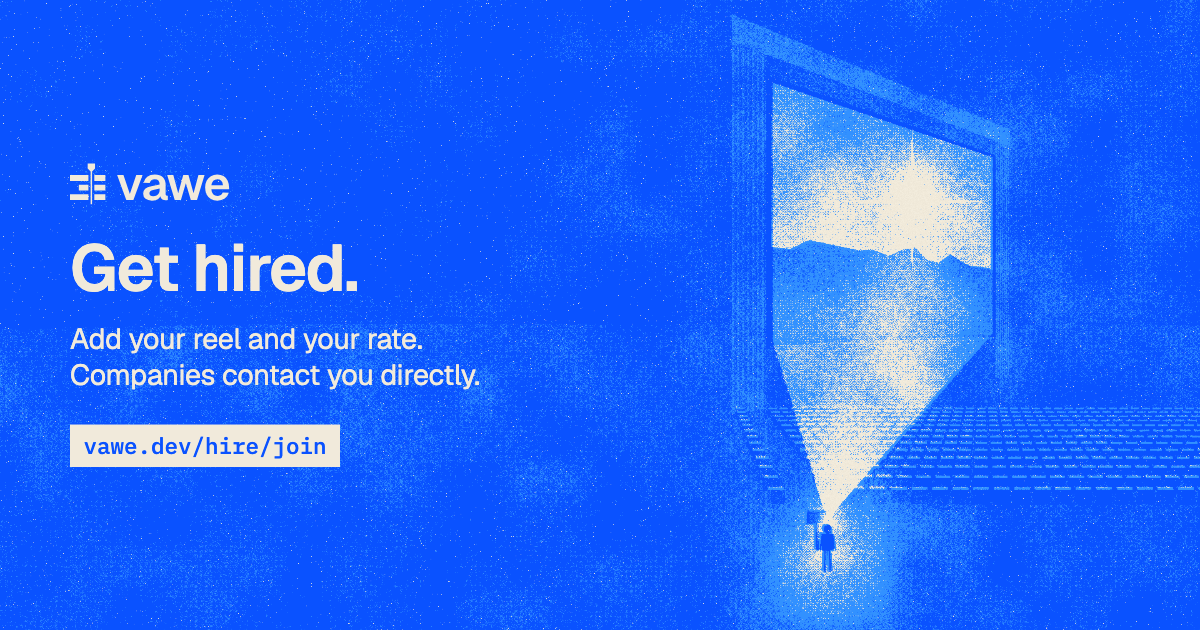 vawe
Get hired.
Add your reel and your rate.
Companies contact you directly.
vawe.dev/hire/join